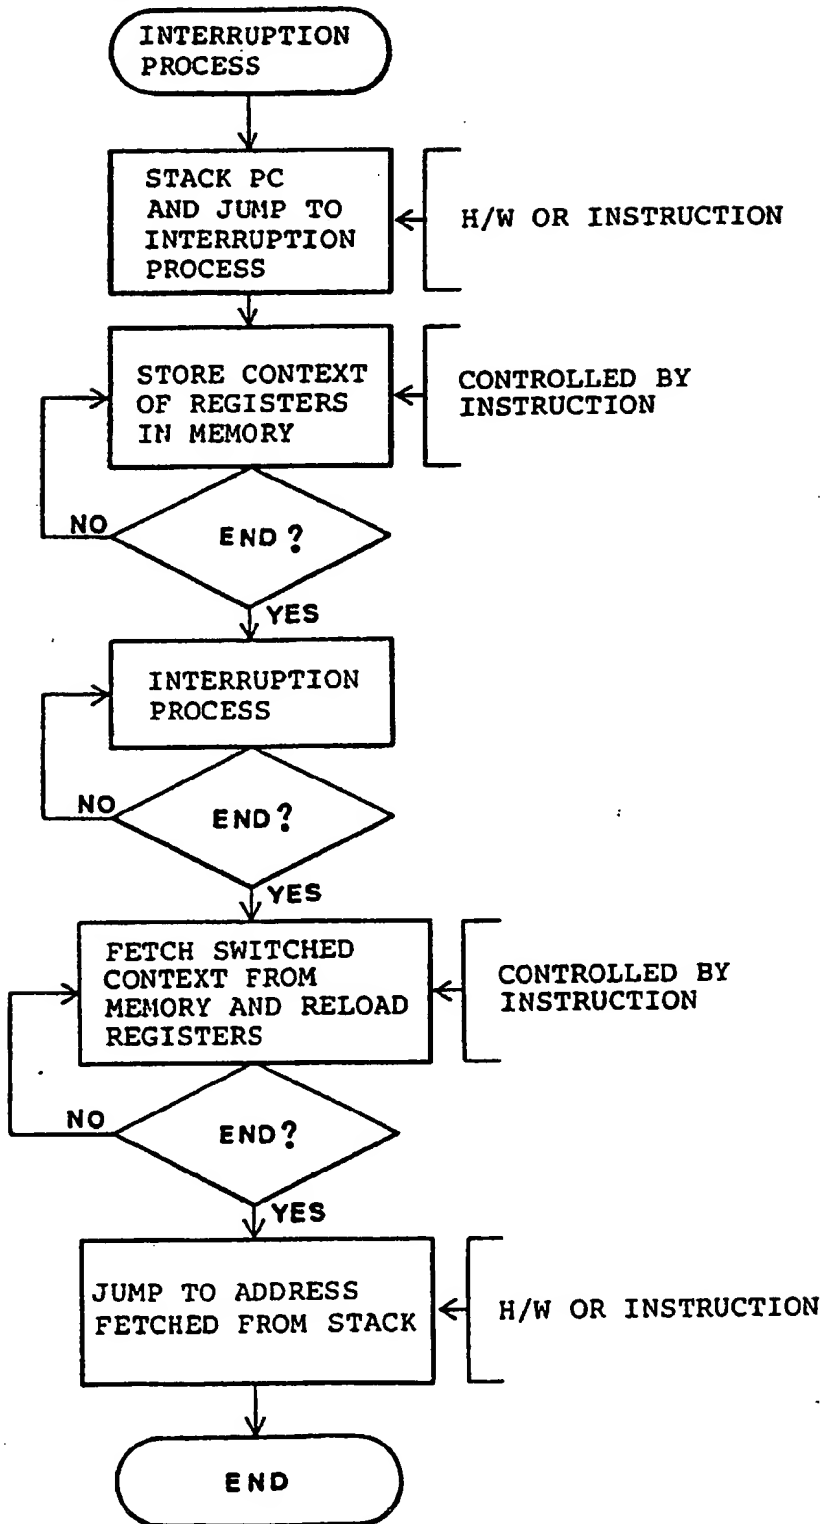 INTERRUPTION
PROCESS
STACK PC
AND JUMP TO
INTERRUPTION
PROCESS
H/W OR INSTRUCTION
STORE CONTEXT
OF REGISTERS
IN MEMORY
CONTROLLED BY
INSTRUCTION
NO
END?
YES
INTERRUPTION
PROCESS
NO
END?
YES
FETCH SWITCHED
CONTEXT FROM
MEMORY AND RELOAD
REGISTERS
CONTROLLED BY
INSTRUCTION
NO
END?
YES
JUMP TO ADDRESS
FETCHED FROM STACK
H/W OR INSTRUCTION
END